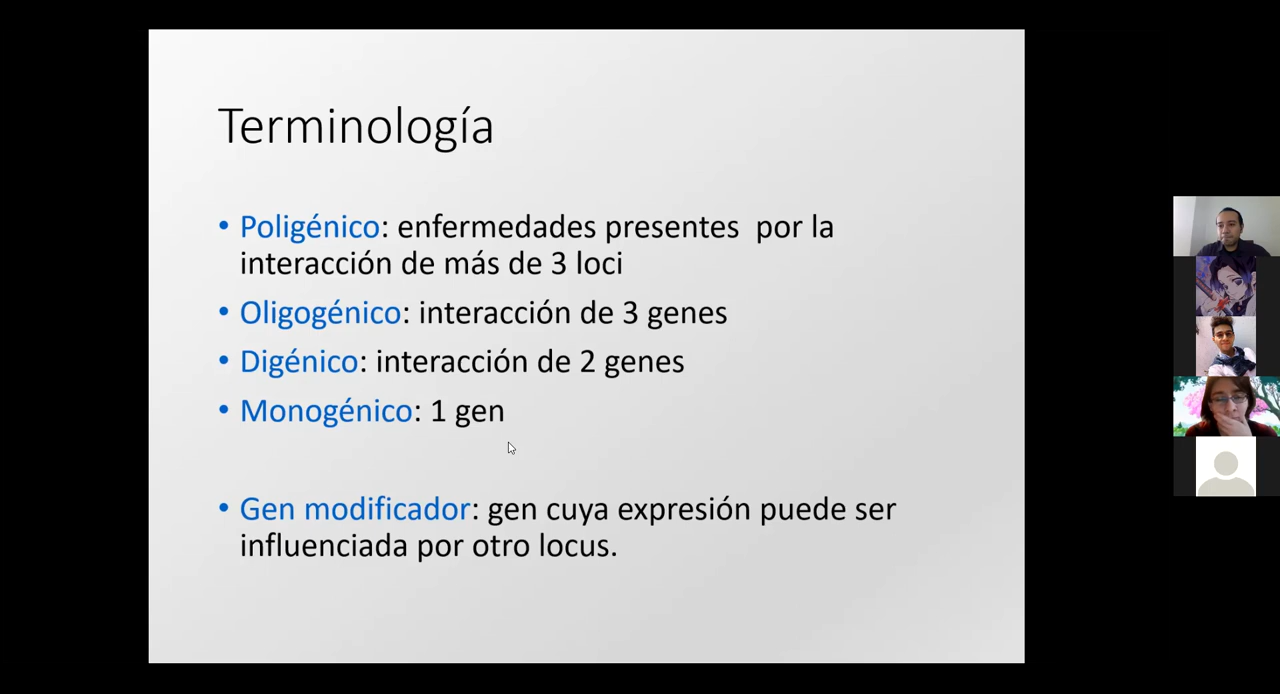 Terminología
• Poligénico: enfermedades presentes  por la
interacción de más de 3 loci
• Oligogénico: interacción de 3 genes
• Digénico: interacción de 2 genes
• Monogénico: 1 gen
• Gen modificador: gen cuya expresión puede ser
influenciada por otro locus.